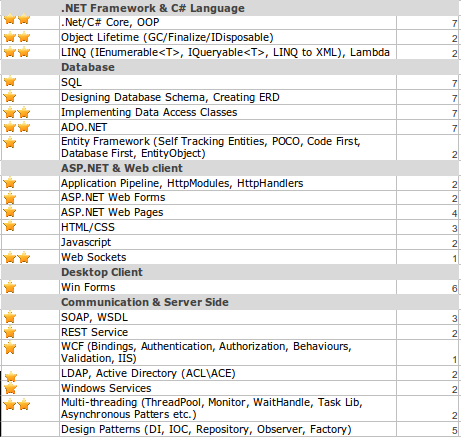 .NET Framework & C# Language
.Net/C# Core, OOP 7
Object Lifetime (GC/Finalize/IDisposable) 2
LINQ (IEnumerable<T>, IQueryable<T>, LINQ to XML), Lambda 2
Database
SQL 7
Designing Database Schema, Creating ERD 7
Implementing Data Access Classes 7
ADO.NET 7
Entity Framework (Self Tracking Entities, POCO, Code First,
Database First, EntityObject) 2
ASP.NET & Web client
Application Pipeline, HttpModules, HttpHandlers 2
ASP.NET Web Forms 2
ASP.NET Web Pages 4
HTML/CSS 3
Javascript 2
Web Sockets 1
Desktop Client
Win Forms 6
Communication & Server Side
SOAP, WSDL 3
REST Service 2
WCF (Bindings, Authentication, Authorization, Behaviours,
Validation, IIS) 1
LDAP, Active Directory (ACL\ACE) 2
Windows Services 2
Multi-threading (ThreadPool, Monitor, WaitHandle, Task Lib,
Asynchronous Patters etc.) 2
Design Patterns (DI, IOC, Repository, Observer, Factory) 5